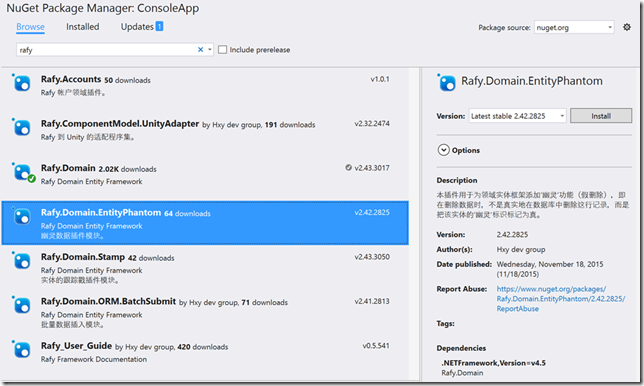 NuGet Package Manager: ConsoleApp
Browse Installed Updates 1
Package source: nuget.org
rafy
Include prerelease
Rafy.Accounts 50 downloads v1.0.1
Rafy 帐户领域插件。
Rafy.ComponentModel.UnityAdapter by Hxy dev group, 191 downloads v2.32.2474
Rafy 到 Unity 的适配程序集。
Rafy.Domain 2.02K downloads v2.43.3017
Rafy Domain Entity Framework
Rafy.Domain.EntityPhantom 64 downloads v2.42.2825
Rafy Domain Entity Framework
幽灵数据插件模块。
Rafy.Domain.Stamp 42 downloads v2.43.3050
Rafy Domain Entity Framework
实体的跟踪戳插件模块。
Rafy.Domain.ORM.BatchSubmit by Hxy dev group, 71 downloads v2.41.2813
Rafy Domain Entity Framework
批量数据插入模块。
Rafy_User_Guide by Hxy dev group, 420 downloads v0.5.541
Rafy Framework Documentation
Rafy.Domain.EntityPhantom
Version: Latest stable 2.42.2825 Install
Options
Description
本插件用于为领域实体框架添加'幽灵'功能（假删除），即
在删除数据时，不是真实地在数据库中删除这行记录，而是
把该实体的'幽灵'标识标记为真。
Version: 2.42.2825
Author(s): Hxy dev group
Date published: Wednesday, November 18, 2015
(11/18/2015)
Report Abuse: https://www.nuget.org/packages/
Rafy.Domain.EntityPhantom/2.42.2825/
ReportAbuse
Tags:
Dependencies
.NETFramework,Version=v4.5
Rafy.Domain